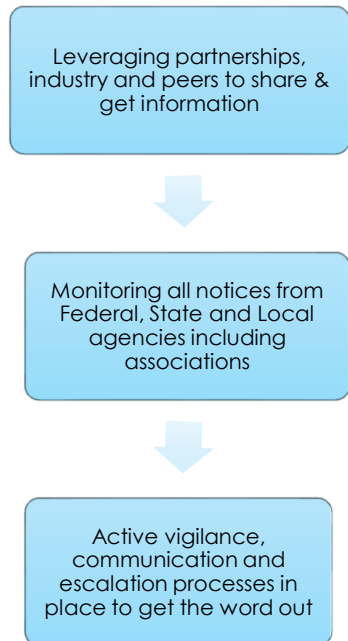 Leveraging partnerships,
industry and peers to share &
get information
Monitoring all notices from
Federal, State and Local
agencies including
associations
Active vigilance,
communication and
escalation processes in
place to get the word out